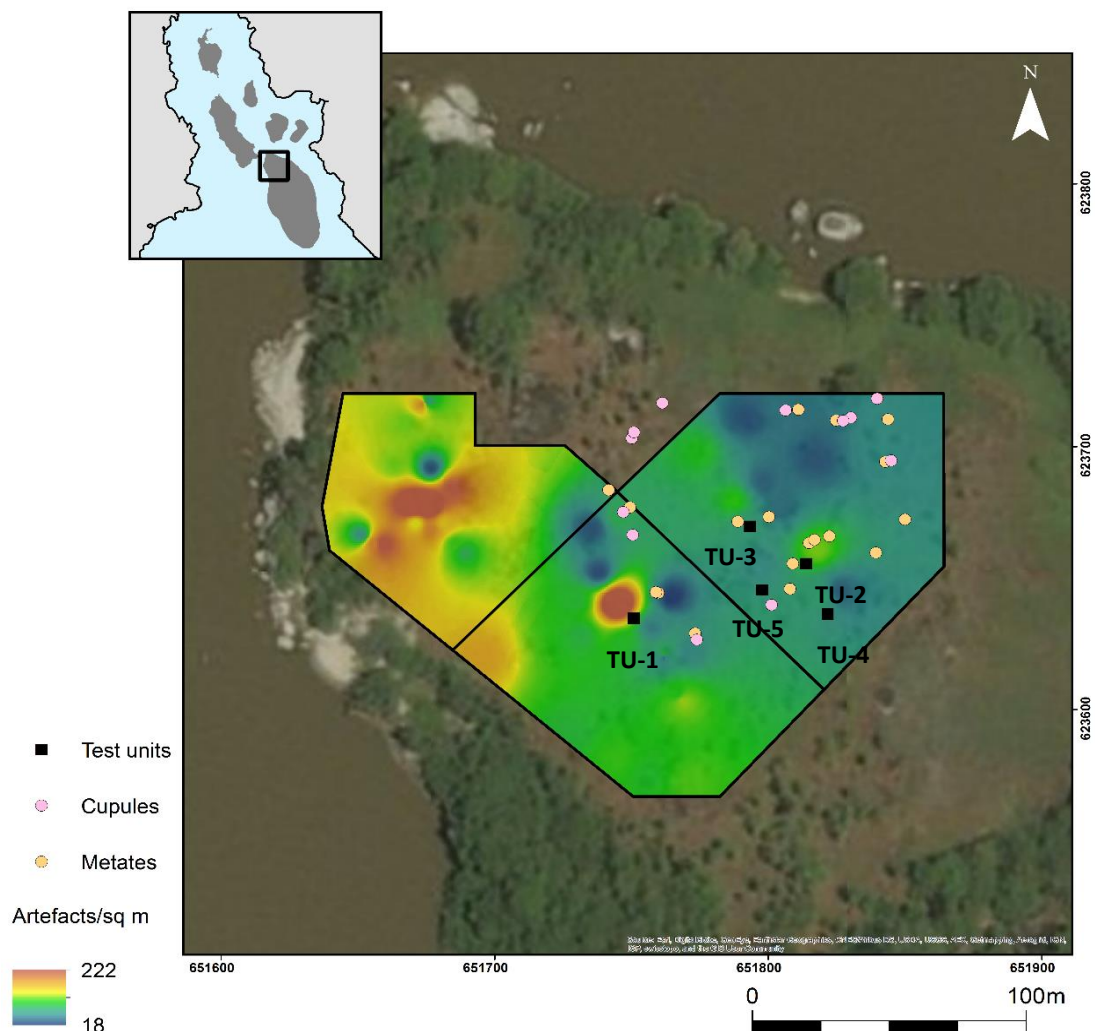 N
623800
623700
TU-3
TU-2
TU-5
TU-4
TU-1
623600
Test units
Cupules
Metates
Artefacts/sq m
222
18
651600
651700
651800
651900
0
100m